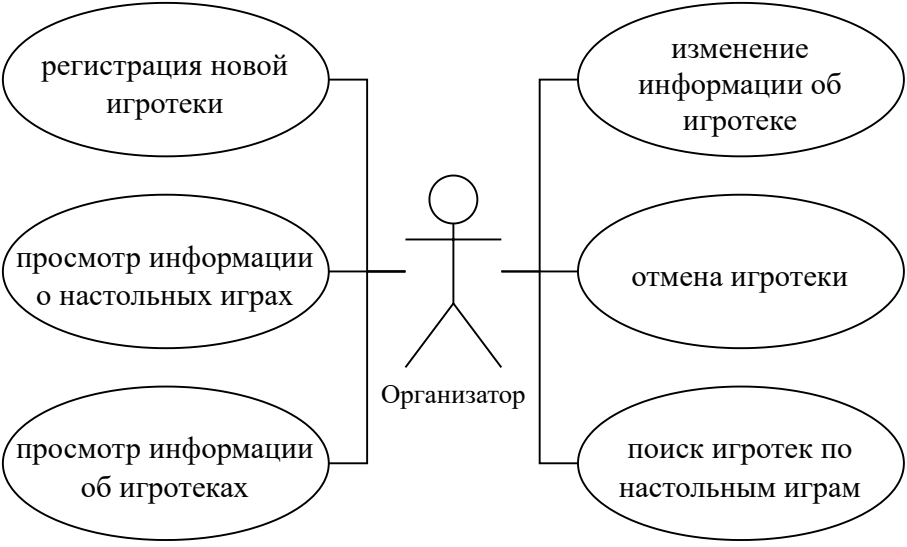 регистрация новой
игротеки
просмотр информации
о настольных играх
просмотр информации
об игротеках
Организатор
изменение
информации об
игротеке
отмена игротеки
поиск игротек по
настольным играм